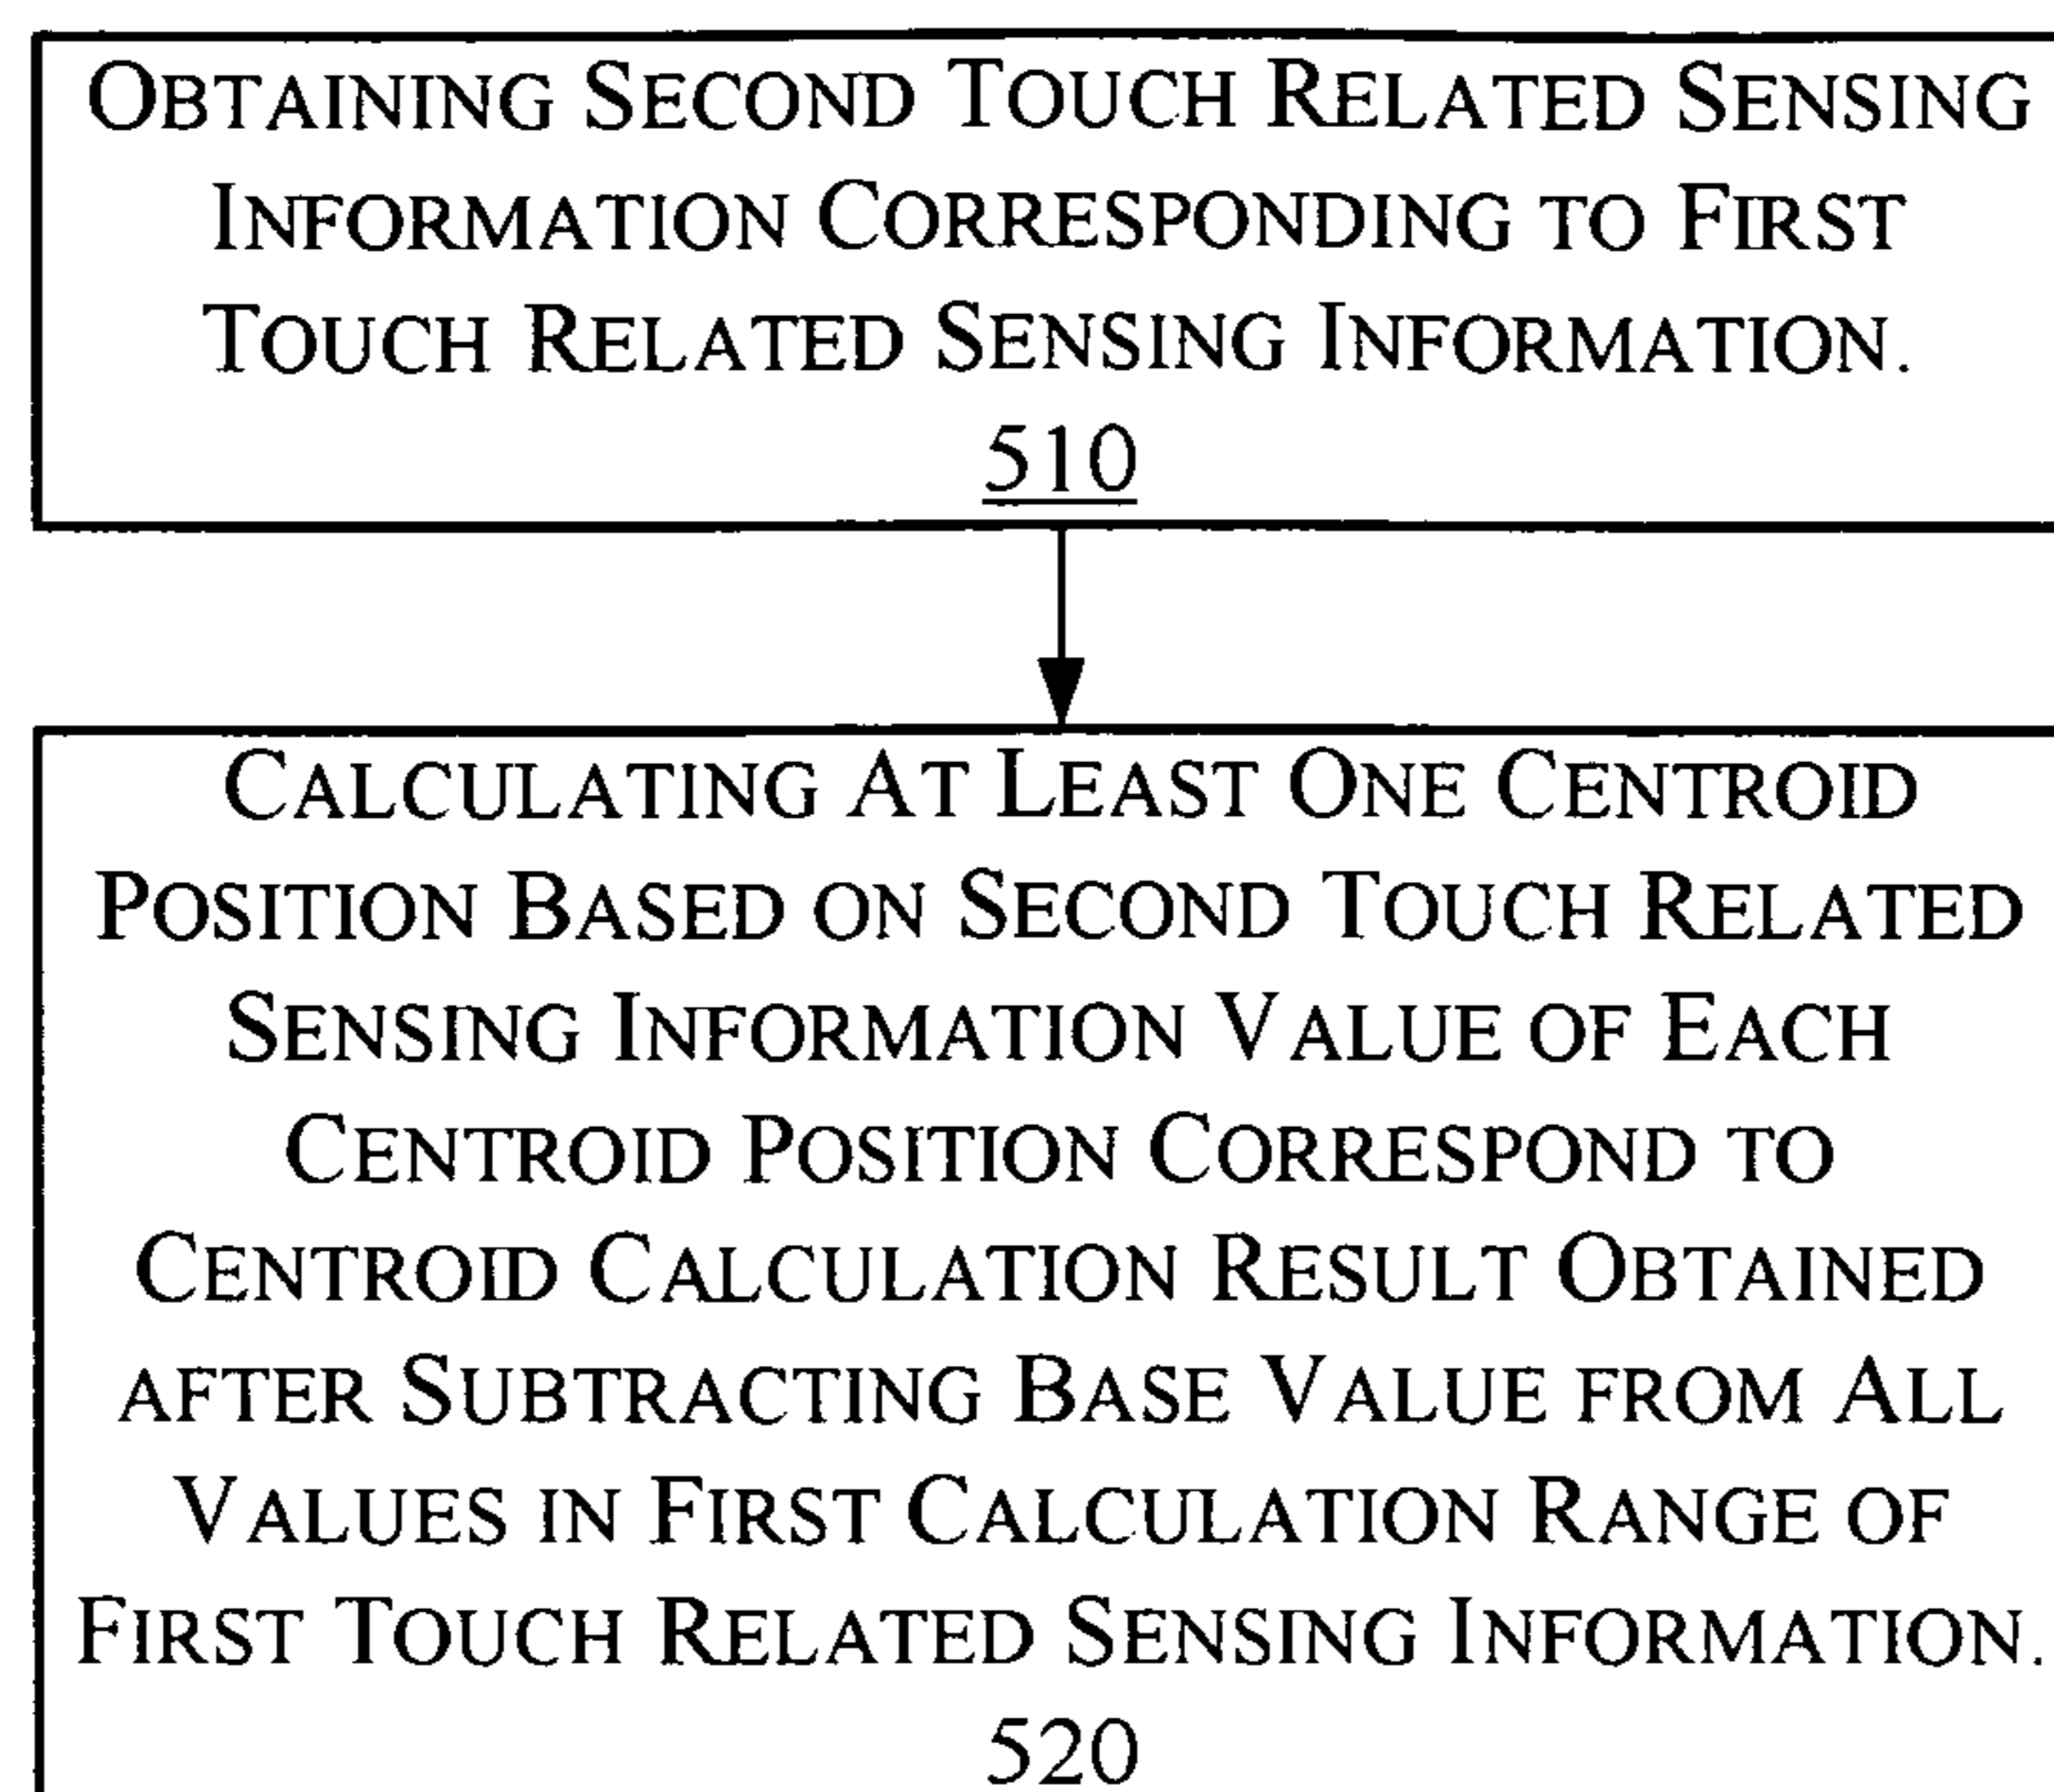 OBTAINING SECOND TOUCH RELATED SENSING
INFORMATION CORRESPONDING TO FIRST
TOUCH RELATED SENSING INFORMATION.
510
CALCULATING AT LEAST ONE CENTROID
POSITION BASED ON SECOND TOUCH RELATED
SENSING INFORMATION VALUE OF EACH
CENTROID POSITION CORRESPOND TO
CENTROID CALCULATION RESULT OBTAINED
AFTER SUBTRACTING BASE VALUE FROM ALL
VALUES IN FIRST CALCULATION RANGE OF
FIRST TOUCH RELATED SENSING INFORMATION.
520